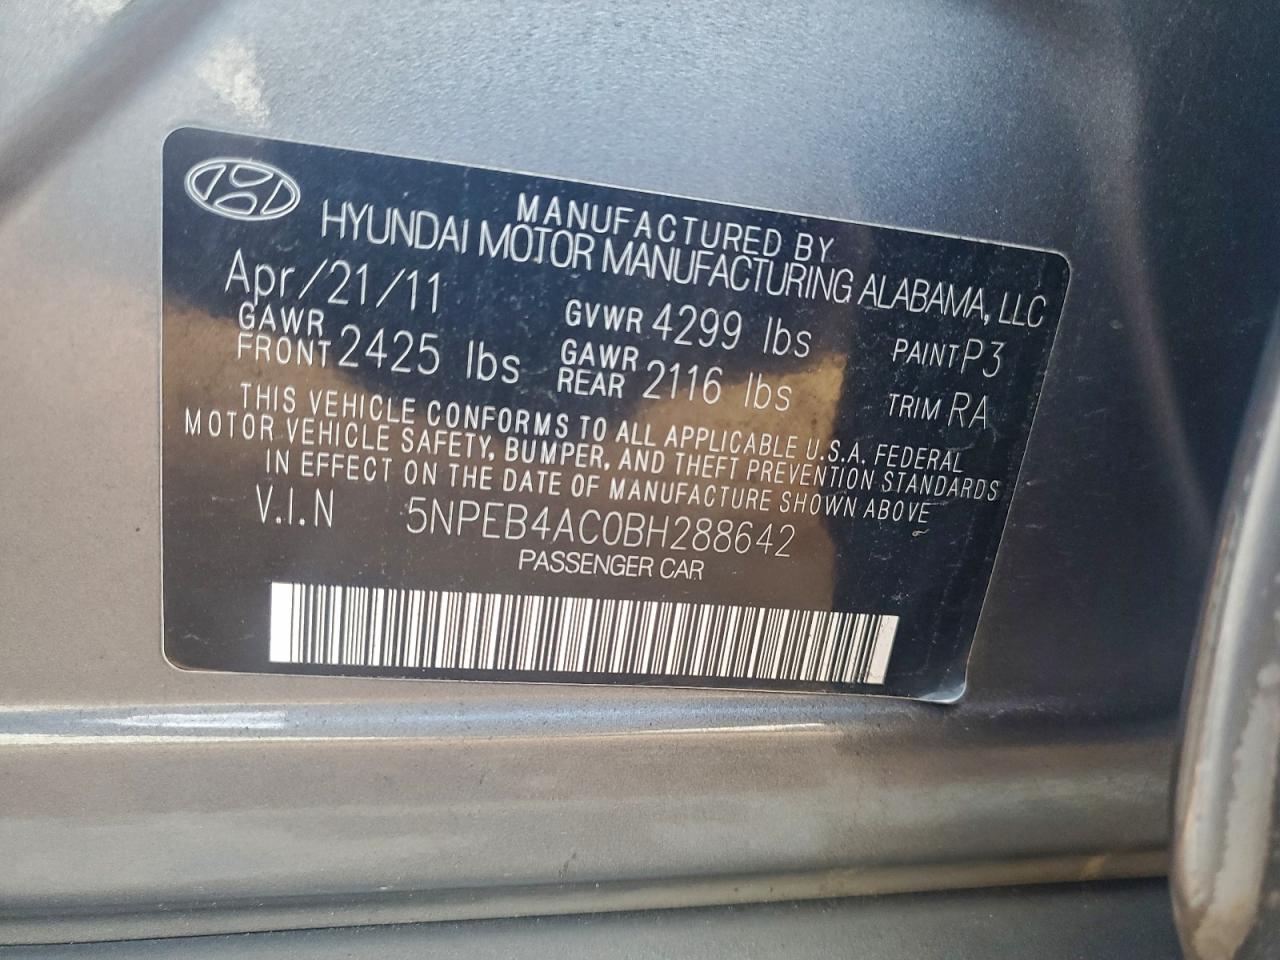 MANUFACTURED BY
HYUNDAI MOTOR MANUFACTURING ALABAMA, LLC
Apr/21/11 GVWR 4299 lbs PAINT P3
GAWR FRONT 2425 lbs GAWR REAR 2116 lbs TRIM RA
THIS VEHICLE CONFORMS TO ALL APPLICABLE U.S.A. FEDERAL
MOTOR VEHICLE SAFETY, BUMPER, AND THEFT PREVENTION STANDARDS
IN EFFECT ON THE DATE OF MANUFACTURE SHOWN ABOVE
V.I.N 5NPEB4AC0BH288642
PASSENGER CAR